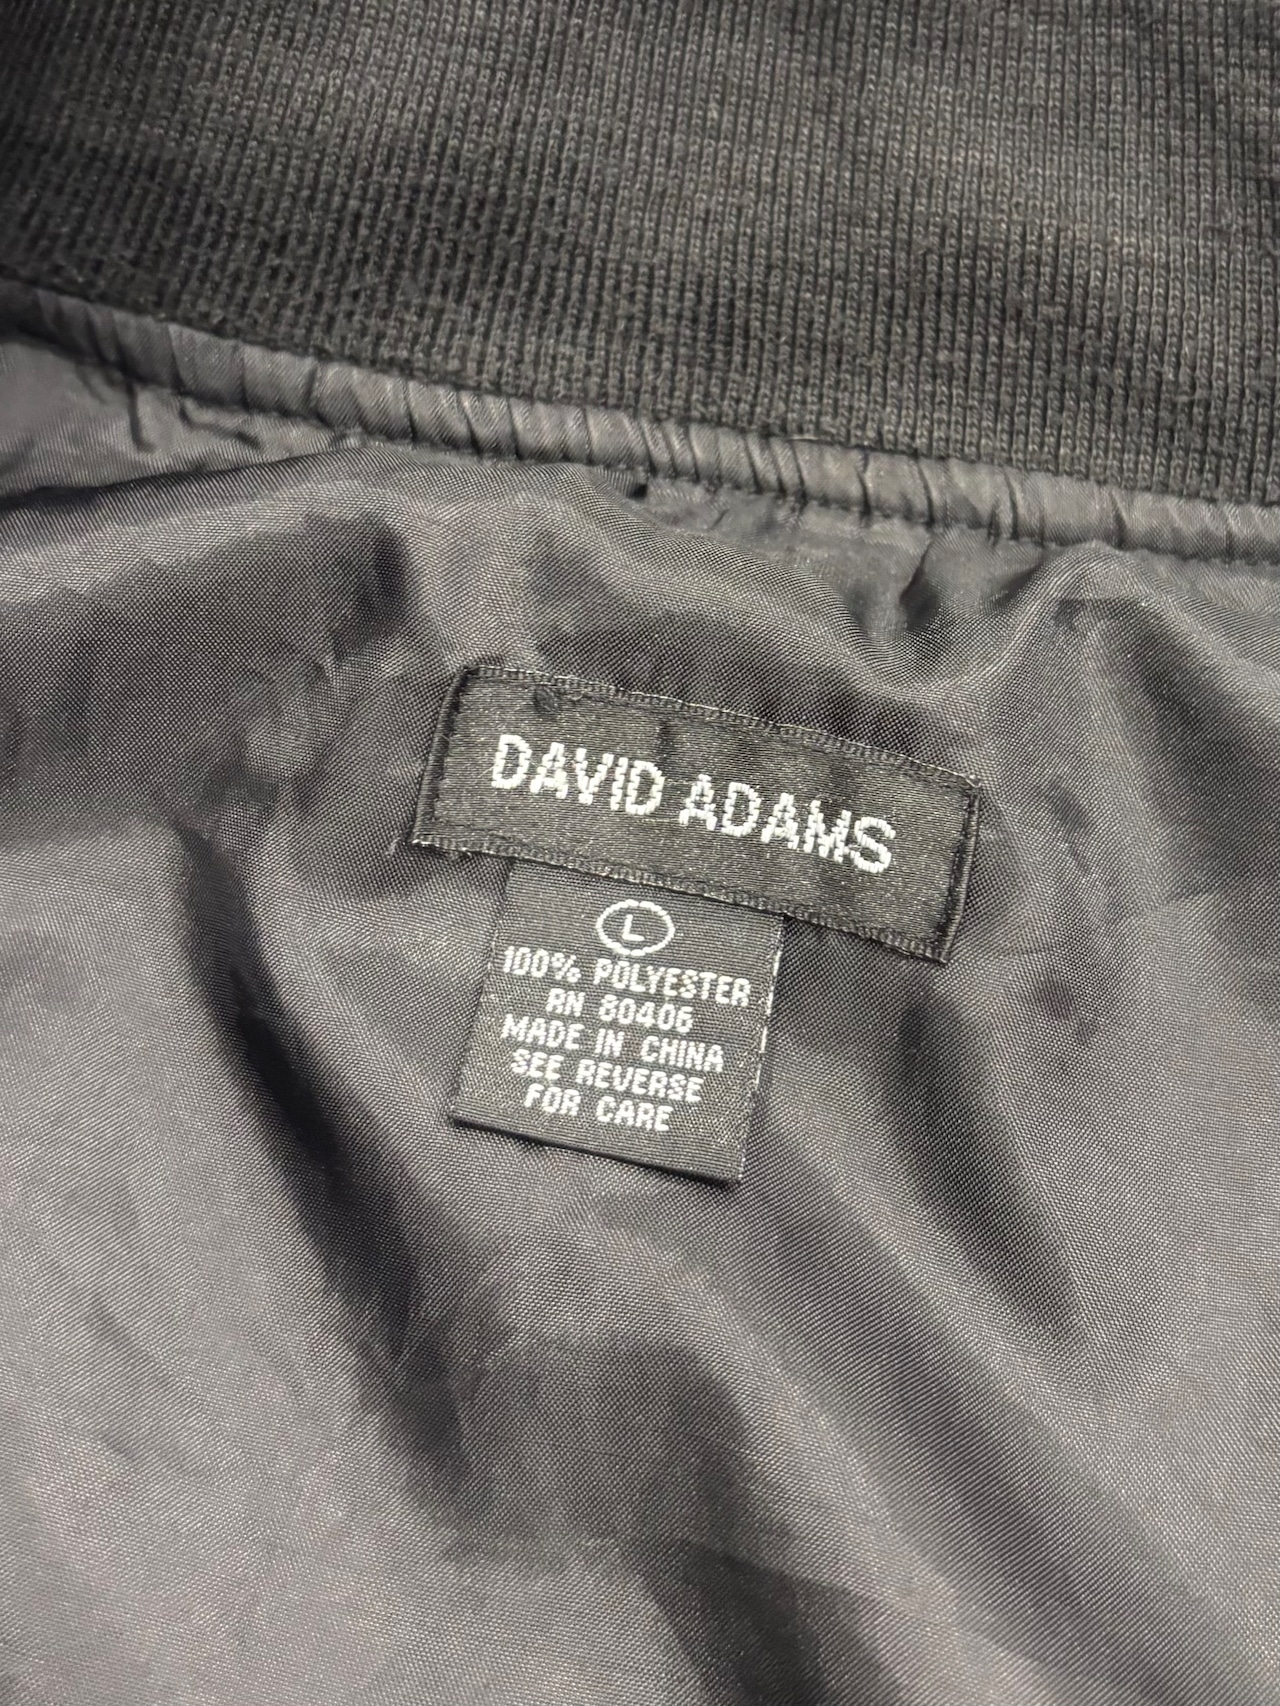 DAVID ADAMS
L
100% POLYESTER
RN 80406
MADE IN CHINA
SEE REVERSE
FOR CARE